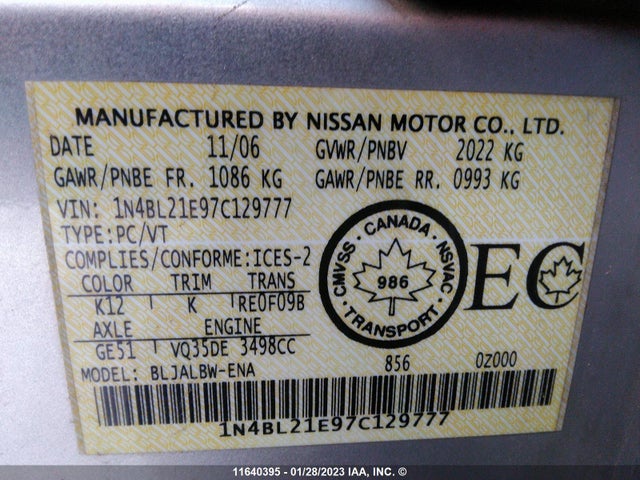 MANUFACTURED BY NISSAN MOTOR CO., LTD.
DATE 11/06 GVWR/PNBV 2022 KG
GAWR/PNBE FR. 1086 KG GAWR/PNBE RR. 0993 KG
VIN: 1N4BL21E97C129777
TYPE:PC/VT
COMPLIES/CONFORME:ICES-2
COLOR TRIM TRANS
K12 K RE0F09B
AXLE ENGINE
GE51 VQ35DE 3498CC
MODEL: BLJALBW-ENA
CANADA
CMVSS · NSVAC
986
TRANSPORT
EC
856 0Z000
1N4BL21E97C129777
11640395 - 01/28/2023 IAA, INC. ©